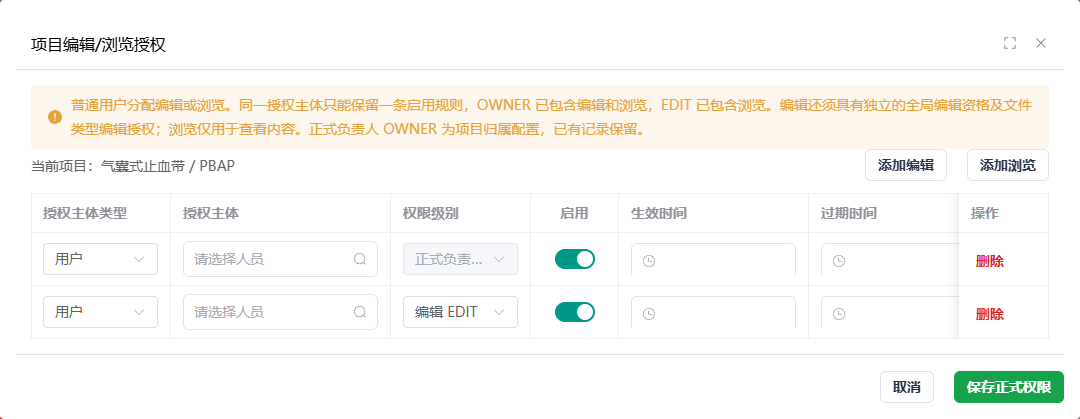 项目编辑/浏览授权
普通用户分配编辑或浏览。同一授权主体只能保留一条启用规则，OWNER 已包含编辑和浏览，EDIT 已包含浏览。编辑还须具有独立的全局编辑资格及文件
类型编辑授权；浏览仅用于查看内容。正式负责人 OWNER 为项目归属配置，已有记录保留。
当前项目：气囊式止血带 / PBAP 添加编辑 添加浏览
授权主体类型 授权主体 权限级别 启用 生效时间 过期时间 操作
用户 请选择人员 正式负责... 删除
用户 请选择人员 编辑 EDIT 删除
取消 保存正式权限